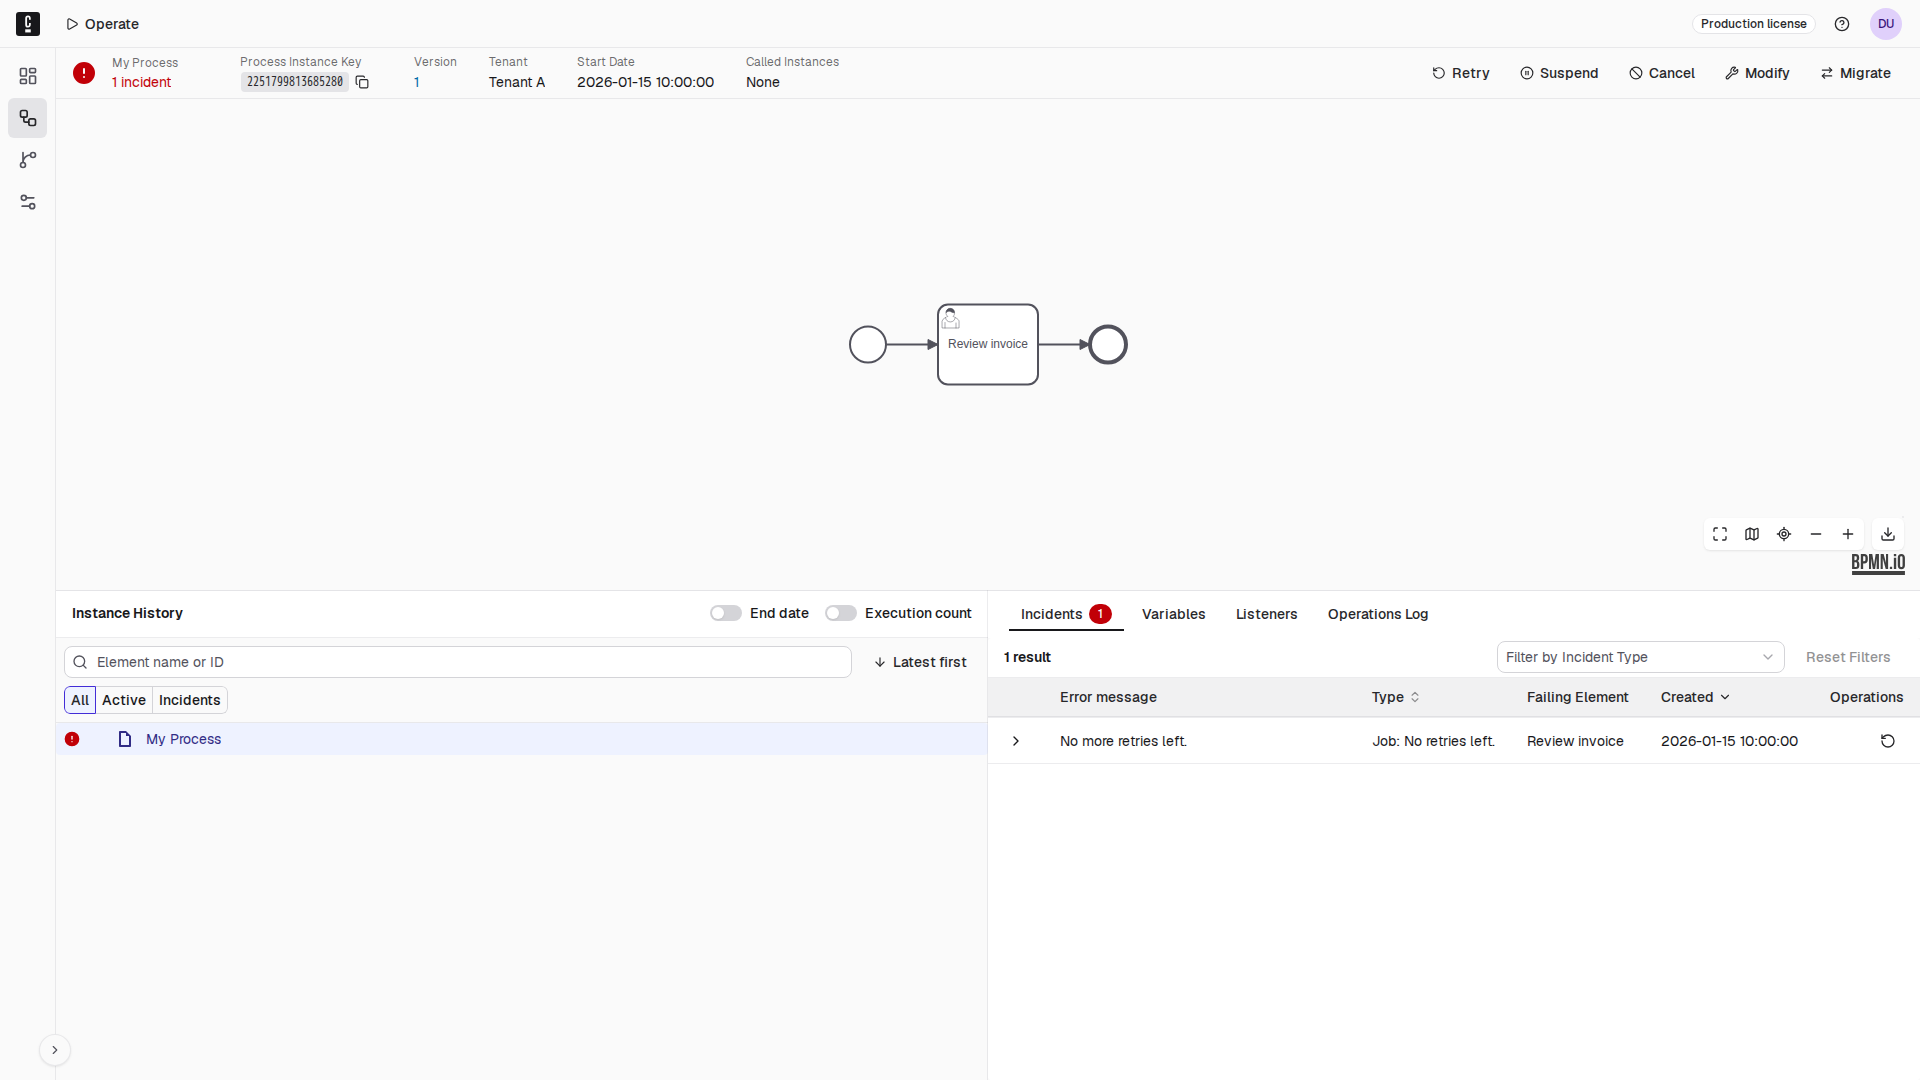 Operate
Production license
DU
My Process
1 incident
Process Instance Key
2251799813685280
Version
1
Tenant
Tenant A
Start Date
2026-01-15 10:00:00
Called Instances
None
Retry
Suspend
Cancel
Modify
Migrate
Review invoice
BPMN.iO
Instance History
End date
Execution count
Element name or ID
Latest first
All
Active
Incidents
My Process
Incidents 1
Variables
Listeners
Operations Log
1 result
Filter by Incident Type
Reset Filters
Error message
Type
Failing Element
Created
Operations
No more retries left.
Job: No retries left.
Review invoice
2026-01-15 10:00:00